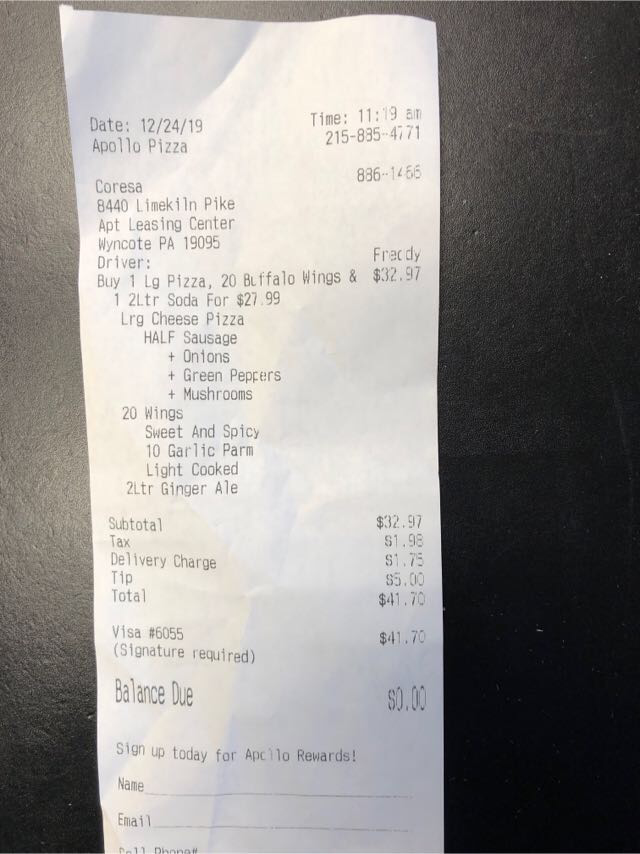 Date: 12/24/19 Time: 11:19 am
Apollo Pizza 215-885-4771
886-1466
Coresa
8440 Limekiln Pike
Apt Leasing Center
Wyncote PA 19095
Driver: Freddy
Buy 1 Lg Pizza, 20 Buffalo Wings & $32.97
1 2Ltr Soda For $27.99
Lrg Cheese Pizza
HALF Sausage
+ Onions
+ Green Peppers
+ Mushrooms
20 Wings
Sweet And Spicy
10 Garlic Parm
Light Cooked
2Ltr Ginger Ale
Subtotal $32.97
Tax $1.98
Delivery Charge $1.75
Tip $5.00
Total $41.70
Visa #6055 $41.70
(Signature required)
Balance Due $0.00
Sign up today for Apollo Rewards!
Name
Email
Cell Phone#